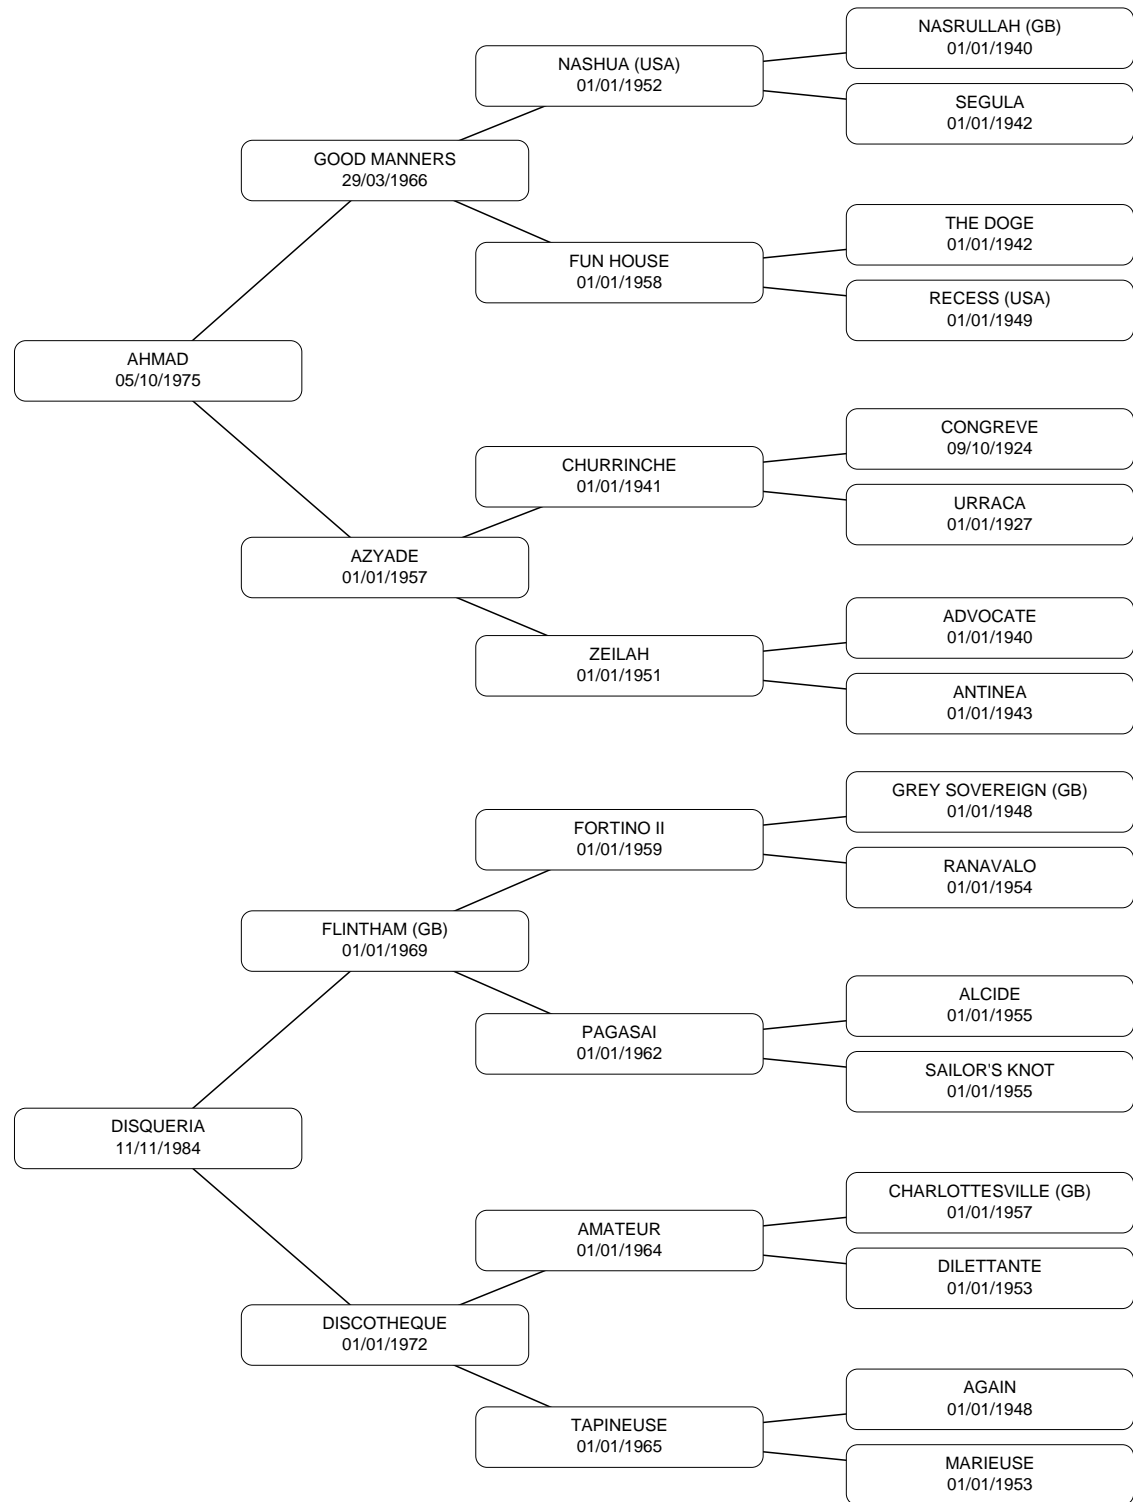 NASRULLAH (GB)
01/01/1940
NASHUA (USA)
01/01/1952
SEGULA
01/01/1942
GOOD MANNERS
29/03/1966
THE DOGE
01/01/1942
FUN HOUSE
01/01/1958
RECESS (USA)
01/01/1949
AHMAD
05/10/1975
CONGREVE
09/10/1924
CHURRINCHE
01/01/1941
URRACA
01/01/1927
AZYADE
01/01/1957
ADVOCATE
01/01/1940
ZEILAH
01/01/1951
ANTINEA
01/01/1943
GREY SOVEREIGN (GB)
01/01/1948
FORTINO II
01/01/1959
RANAVALO
01/01/1954
FLINTHAM (GB)
01/01/1969
ALCIDE
01/01/1955
PAGASAI
01/01/1962
SAILOR'S KNOT
01/01/1955
DISQUERIA
11/11/1984
CHARLOTTESVILLE (GB)
01/01/1957
AMATEUR
01/01/1964
DILETTANTE
01/01/1953
DISCOTHEQUE
01/01/1972
AGAIN
01/01/1948
TAPINEUSE
01/01/1965
MARIEUSE
01/01/1953